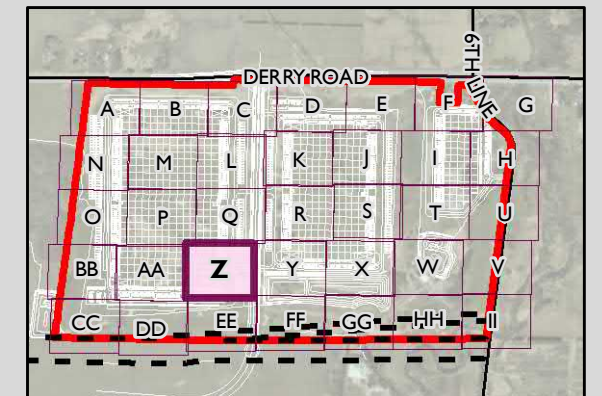 6TH LINE
DERRY ROAD
A B C D E F G
N M L K J I H
O P Q R S T U
BB AA Z Y X W V
CC DD EE FF GG HH II